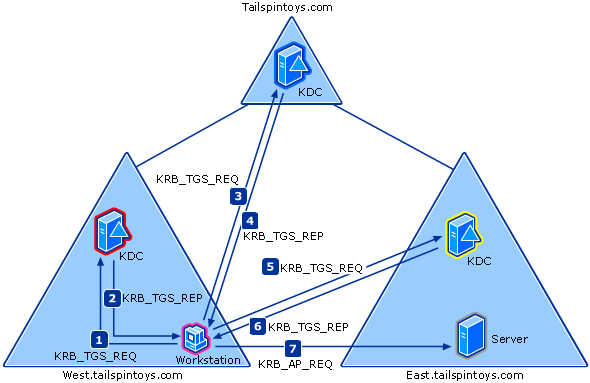 Tailspintoys.com
KDC
KRB_TGS_REQ
3
4
KRB_TGS_REP
KDC
KDC
5 KRB_TGS_REQ
2 KRB_TGS_REP
6 KRB_TGS_REP
1
Server
KRB_TGS_REQ
Workstation
7
KRB_AP_REQ
West.tailspintoys.com
East.tailspintoys.com